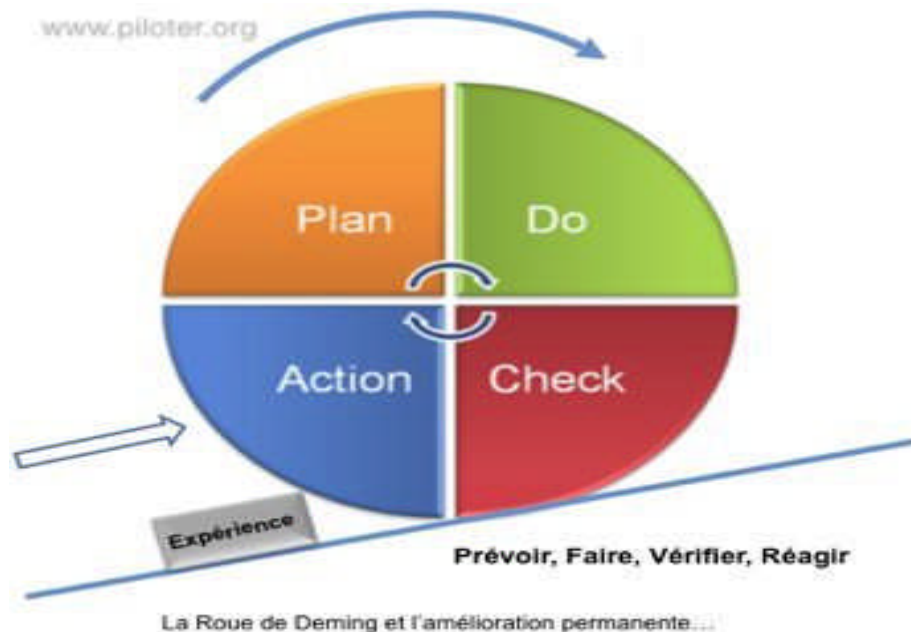 www.piloter.org
Plan
Do
Action
Check
Expérience
Prévoir, Faire, Vérifier, Réagir
La Roue de Deming et l'amélioration permanente...